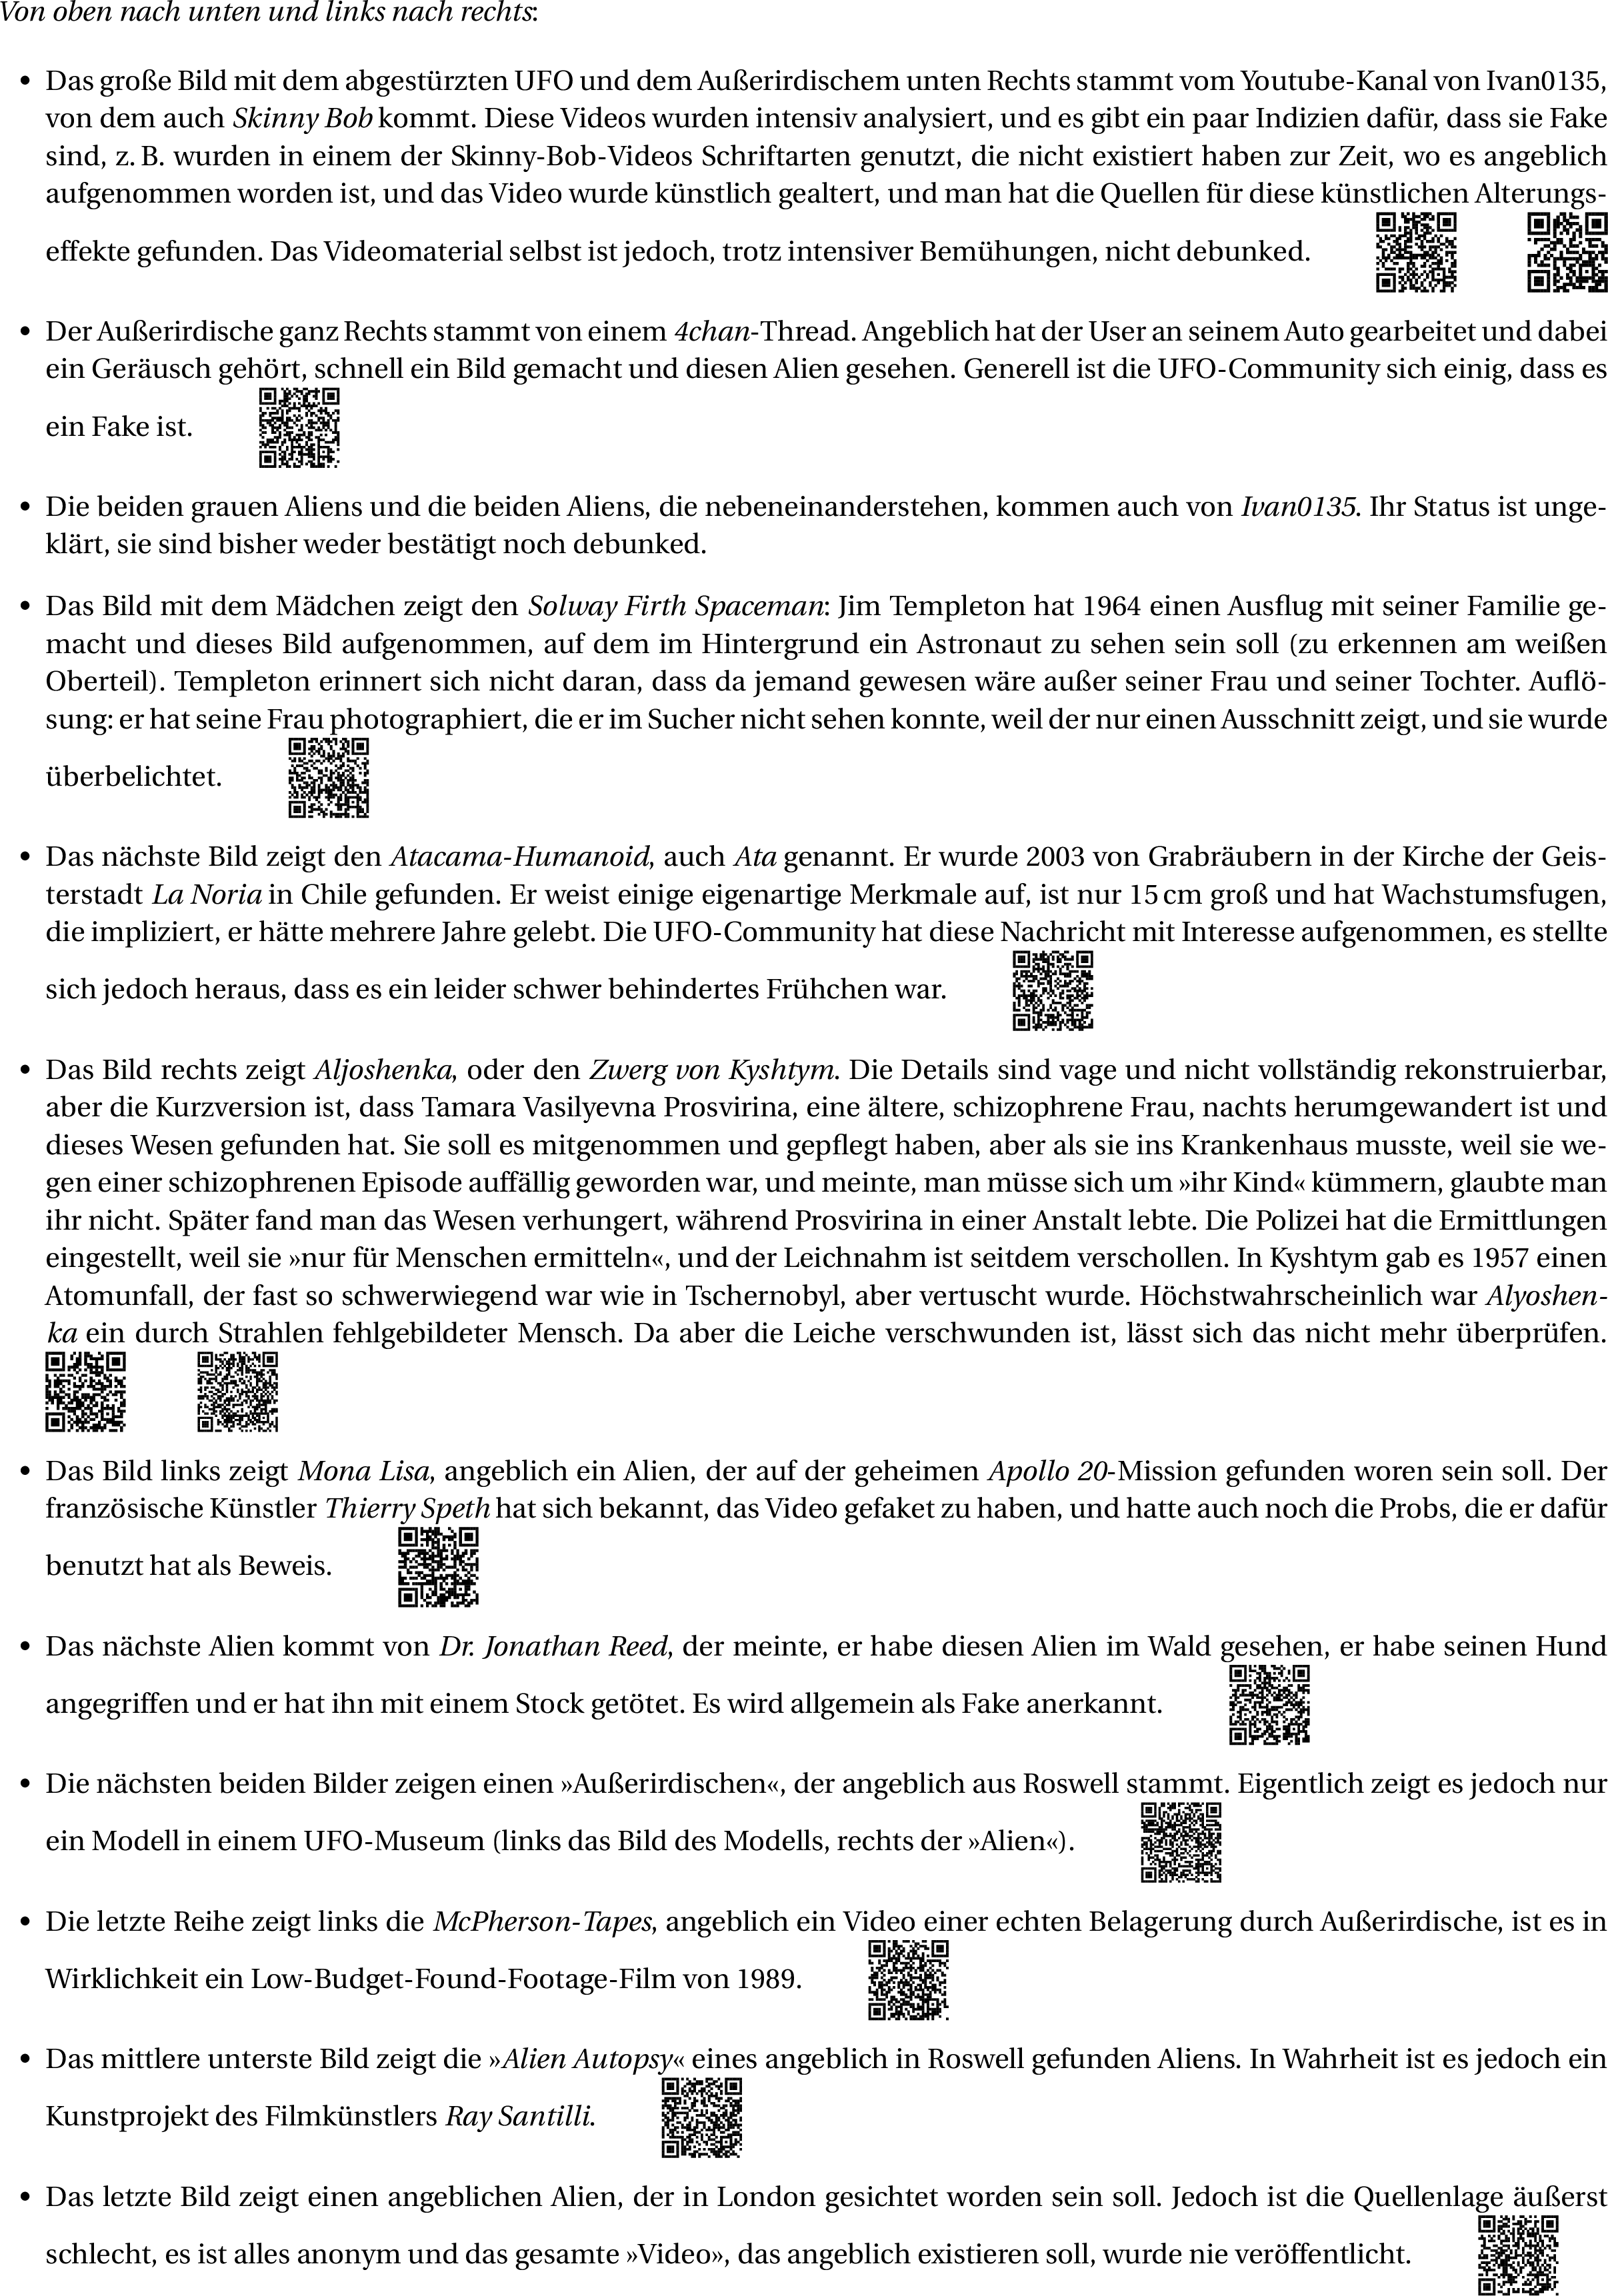 Von oben nach unten und links nach rechts:
• Das große Bild mit dem abgestürzten UFO und dem Außerirdischem unten Rechts stammt vom Youtube-Kanal von Ivan0135,
von dem auch Skinny Bob kommt. Diese Videos wurden intensiv analysiert, und es gibt ein paar Indizien dafür, dass sie Fake
sind, z. B. wurden in einem der Skinny-Bob-Videos Schriftarten genutzt, die nicht existiert haben zur Zeit, wo es angeblich
aufgenommen worden ist, und das Video wurde künstlich gealtert, und man hat die Quellen für diese künstlichen Alterungs-
effekte gefunden. Das Videomaterial selbst ist jedoch, trotz intensiver Bemühungen, nicht debunked.
• Der Außerirdische ganz Rechts stammt von einem 4chan-Thread. Angeblich hat der User an seinem Auto gearbeitet und dabei
ein Geräusch gehört, schnell ein Bild gemacht und diesen Alien gesehen. Generell ist die UFO-Community sich einig, dass es
ein Fake ist.
• Die beiden grauen Aliens und die beiden Aliens, die nebeneinanderstehen, kommen auch von Ivan0135. Ihr Status ist unge-
klärt, sie sind bisher weder bestätigt noch debunked.
• Das Bild mit dem Mädchen zeigt den Solway Firth Spaceman: Jim Templeton hat 1964 einen Ausflug mit seiner Familie ge-
macht und dieses Bild aufgenommen, auf dem im Hintergrund ein Astronaut zu sehen sein soll (zu erkennen am weißen
Oberteil). Templeton erinnert sich nicht daran, dass da jemand gewesen wäre außer seiner Frau und seiner Tochter. Auflö-
sung: er hat seine Frau photographiert, die er im Sucher nicht sehen konnte, weil der nur einen Ausschnitt zeigt, und sie wurde
überbelichtet.
• Das nächste Bild zeigt den Atacama-Humanoid, auch Ata genannt. Er wurde 2003 von Grabräubern in der Kirche der Geis-
terstadt La Noria in Chile gefunden. Er weist einige eigenartige Merkmale auf, ist nur 15 cm groß und hat Wachstumsfugen,
die impliziert, er hätte mehrere Jahre gelebt. Die UFO-Community hat diese Nachricht mit Interesse aufgenommen, es stellte
sich jedoch heraus, dass es ein leider schwer behindertes Frühchen war.
• Das Bild rechts zeigt Aljoshenka, oder den Zwerg von Kyshtym. Die Details sind vage und nicht vollständig rekonstruierbar,
aber die Kurzversion ist, dass Tamara Vasilyevna Prosvirina, eine ältere, schizophrene Frau, nachts herumgewandert ist und
dieses Wesen gefunden hat. Sie soll es mitgenommen und gepflegt haben, aber als sie ins Krankenhaus musste, weil sie we-
gen einer schizophrenen Episode auffällig geworden war, und meinte, man müsse sich um »ihr Kind« kümmern, glaubte man
ihr nicht. Später fand man das Wesen verhungert, während Prosvirina in einer Anstalt lebte. Die Polizei hat die Ermittlungen
eingestellt, weil sie »nur für Menschen ermitteln«, und der Leichnahm ist seitdem verschollen. In Kyshtym gab es 1957 einen
Atomunfall, der fast so schwerwiegend war wie in Tschernobyl, aber vertuscht wurde. Höchstwahrscheinlich war Alyoshen-
ka ein durch Strahlen fehlgebildeter Mensch. Da aber die Leiche verschwunden ist, lässt sich das nicht mehr überprüfen.
• Das Bild links zeigt Mona Lisa, angeblich ein Alien, der auf der geheimen Apollo 20-Mission gefunden woren sein soll. Der
französische Künstler Thierry Speth hat sich bekannt, das Video gefaket zu haben, und hatte auch noch die Probs, die er dafür
benutzt hat als Beweis.
• Das nächste Alien kommt von Dr. Jonathan Reed, der meinte, er habe diesen Alien im Wald gesehen, er habe seinen Hund
angegriffen und er hat ihn mit einem Stock getötet. Es wird allgemein als Fake anerkannt.
• Die nächsten beiden Bilder zeigen einen »Außerirdischen«, der angeblich aus Roswell stammt. Eigentlich zeigt es jedoch nur
ein Modell in einem UFO-Museum (links das Bild des Modells, rechts der »Alien«).
• Die letzte Reihe zeigt links die McPherson-Tapes, angeblich ein Video einer echten Belagerung durch Außerirdische, ist es in
Wirklichkeit ein Low-Budget-Found-Footage-Film von 1989.
• Das mittlere unterste Bild zeigt die »Alien Autopsy« eines angeblich in Roswell gefunden Aliens. In Wahrheit ist es jedoch ein
Kunstprojekt des Filmkünstlers Ray Santilli.
• Das letzte Bild zeigt einen angeblichen Alien, der in London gesichtet worden sein soll. Jedoch ist die Quellenlage äußerst
schlecht, es ist alles anonym und das gesamte »Video», das angeblich existieren soll, wurde nie veröffentlicht.